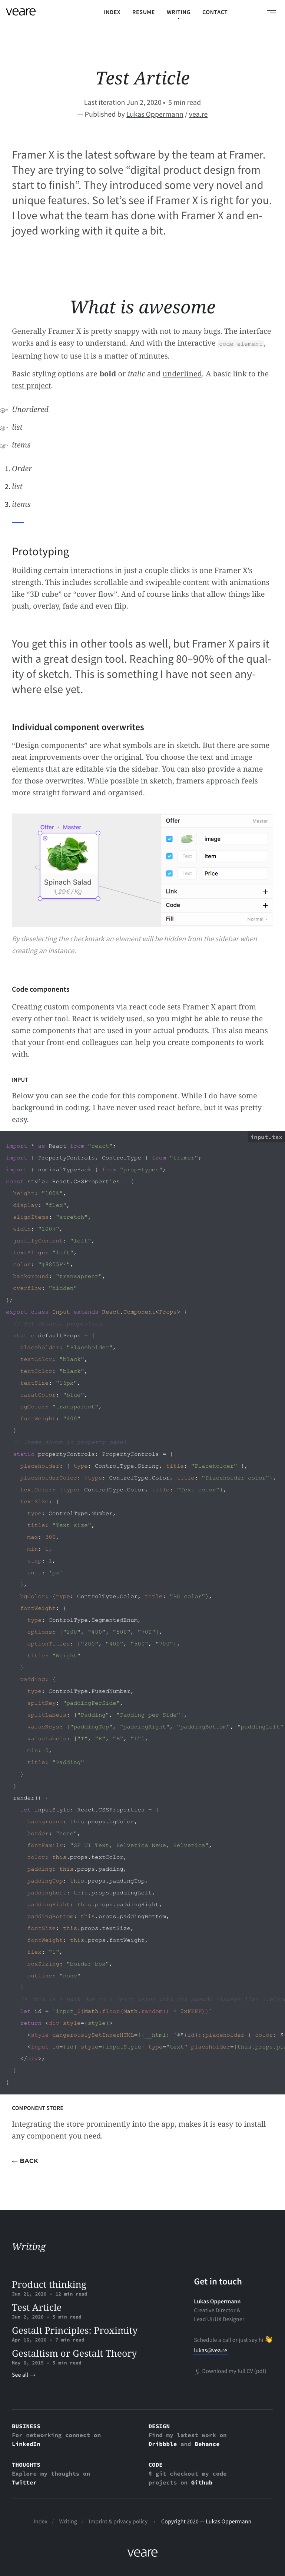 veare
INDEX RESUME WRITING CONTACT
Test Article
Last iteration Jun 2, 2020 • 5 min read
— Published by Lukas Oppermann / vea.re
Framer X is the latest software by the team at Framer.
They are trying to solve “digital product design from
start to finish”. They introduced some very novel and
unique features. So let’s see if Framer X is right for you.
I love what the team has done with Framer X and en-
joyed working with it quite a bit.
What is awesome
Generally Framer X is pretty snappy with not to many bugs. The interface
works and is easy to understand. And with the interactive code element,
learning how to use it is a matter of minutes.
Basic styling options are bold or italic and underlined. A basic link to the
test project.
☞ Unordered
☞ list
☞ items
1. Order
2. list
3. items
Prototyping
Building certain interactions in just a couple clicks is one Framer X’s
strength. This includes scrollable and swipeable content with animations
like “3D cube” or “cover flow”. And of course links that allow things like
push, overlay, fade and even flip.
You get this in other tools as well, but Framer X pairs it
with a great design tool. Reaching 80–90% of the qual-
ity of sketch. This is something I have not seen any-
where else yet.
Individual component overwrites
“Design components” are what symbols are in sketch. But there are some
neat improvements over the original. You choose the text and image
elements that are editable via the sidebar. You can also provide a name
for the overwrites. While possible in sketch, framers approach feels
more straight forward and organised.
Offer · Master
Spinach Salad
1,29€ / Kg
Offer Master
image
Text Item
Text Price
Link +
Code +
Fill Normal
By deselecting the checkmark an element will be hidden from the sidebar when
creating an instance.
Code components
Creating custom components via react code sets Framer X apart from
every other tool. React is widely used, so you might be able to reuse the
same components that are used in your actual products. This also means
that your front-end colleagues can help you create components to work
with.
INPUT
Below you can see the code for this component. While I do have some
background in coding, I have never used react before, but it was pretty
easy.
input.tsx
import * as React from "react";
import { PropertyControls, ControlType } from "framer";
import { nominalTypeHack } from "prop-types";
const style: React.CSSProperties = {
height: "100%",
display: "flex",
alignItems: "stretch",
width: "100%",
justifyContent: "left",
textAlign: "left",
color: "#8855FF",
background: "transaprent",
overflow: "hidden"
};
export class Input extends React.Component<Props> {
// Set default properties
static defaultProps = {
placeholder: "Placeholder",
textColor: "black",
textColor: "black",
textSize: "16px",
caratColor: "blue",
bgColor: "transparent",
fontWeight: "400"
}
// Items shown in property panel
static propertyControls: PropertyControls = {
placeholder: { type: ControlType.String, title: "Placeholder" },
placeholderColor: {type: ControlType.Color, title: "Placeholder color"},
textColor: {type: ControlType.Color, title: "Text color"},
textSize: {
type: ControlType.Number,
title: "Text size",
max: 300,
min: 1,
step: 1,
unit: 'px'
},
bgColor: {type: ControlType.Color, title: "BG color"},
fontWeight: {
type: ControlType.SegmentedEnum,
options: ["200", "400", "500", "700"],
optionTitles: ["200", "400", "500", "700"],
title: "Weight"
}
padding: {
type: ControlType.FusedNumber,
splitKey: "paddingPerSide",
splitLabels: ["Padding", "Padding per Side"],
valueKeys: ["paddingTop", "paddingRight", "paddingBottom", "paddingLeft"
valueLabels: ["T", "R", "B", "L"],
min: 0,
title: "Padding"
}
}
render() {
let inputStyle: React.CSSProperties = {
background: this.props.bgColor,
border: "none",
fontFamily: "SF UI Text, Helvetica Neue, Helvetica",
color: this.props.textColor,
padding: this.props.padding,
paddingTop: this.props.paddingTop,
paddingLeft: this.props.paddingLeft,
paddingRight: this.props.paddingRight,
paddingBottom: this.props.paddingBottom,
fontSize: this.props.textSize,
fontWeight: this.props.fontWeight,
flex: "1",
boxSizing: "border-box",
outline: "none"
}
let id = `input_${Math.floor(Math.random() * 0xFFFF)}`
return <div style={style}>
<style dangerouslySetInnerHTML={{__html: `#${id}::placeholder { color: $
<input id={id} style={inputStyle} type="text" placeholder={this.props.pl
</div>;
}
}
COMPONENT STORE
Integrating the store prominently into the app, makes it is easy to install
any component you need.
← BACK
Writing
Product thinking
Jun 21, 2020 – 12 min read
Test Article
Jun 2, 2020 – 5 min read
Gestalt Principles: Proximity
Apr 16, 2020 – 7 min read
Gestaltism or Gestalt Theory
May 6, 2019 – 5 min read
See all →
Get in touch
Lukas Oppermann
Creative Director &
Lead UI/UX Designer
Schedule a call or just say hi 👋
lukas@vea.re
Download my full CV (pdf)
BUSINESS
For networking connect on
LinkedIn
DESIGN
Find my latest work on
Dribbble and Behance
THOUGHTS
Explore my thoughts on
Twitter
CODE
$ git checkout my code
projects on Github
Index Writing Imprint & privacy policy Copyright 2020 — Lukas Oppermann
veare